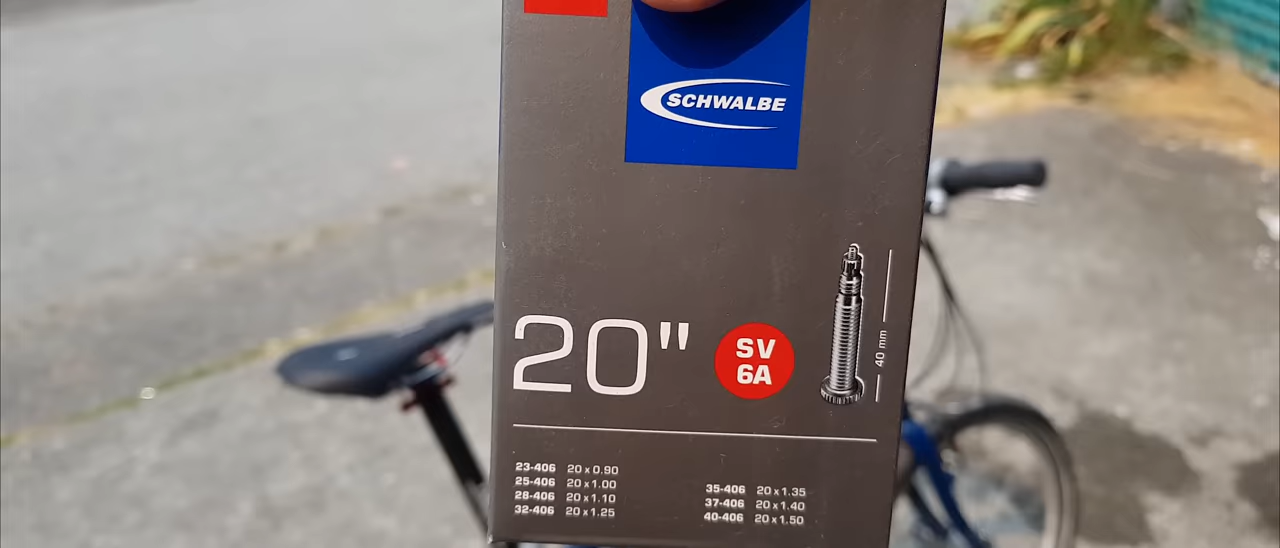 SCHWALBE
20"
SV
6A
40 mm
23-406 20 x 0.90
25-406 20 x 1.00
28-406 20 x 1.10
32-406 20 x 1.25
35-406 20 x 1.35
37-406 20 x 1.40
40-406 20 x 1.50